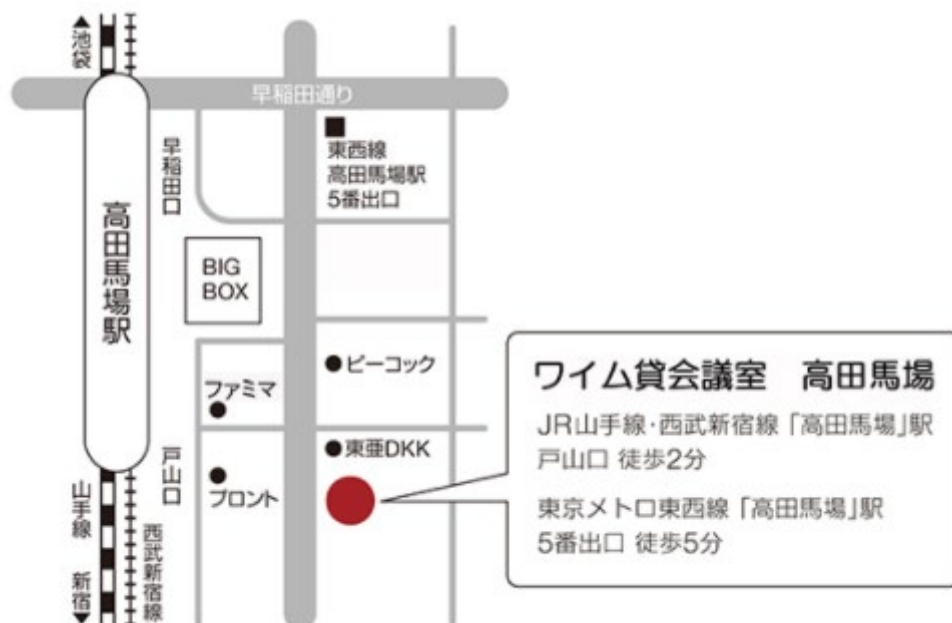 ▲池袋
早稲田通り
早稲田口
東西線
高田馬場駅
5番出口
高田馬場駅
BIG
BOX
ピーコック
ファミマ
東亜DKK
戸山口
プロント
山手線
新宿▼
西武新宿線
ワイム貸会議室 高田馬場
JR山手線・西武新宿線「高田馬場」駅
戸山口 徒歩2分
東京メトロ東西線「高田馬場」駅
5番出口 徒歩5分